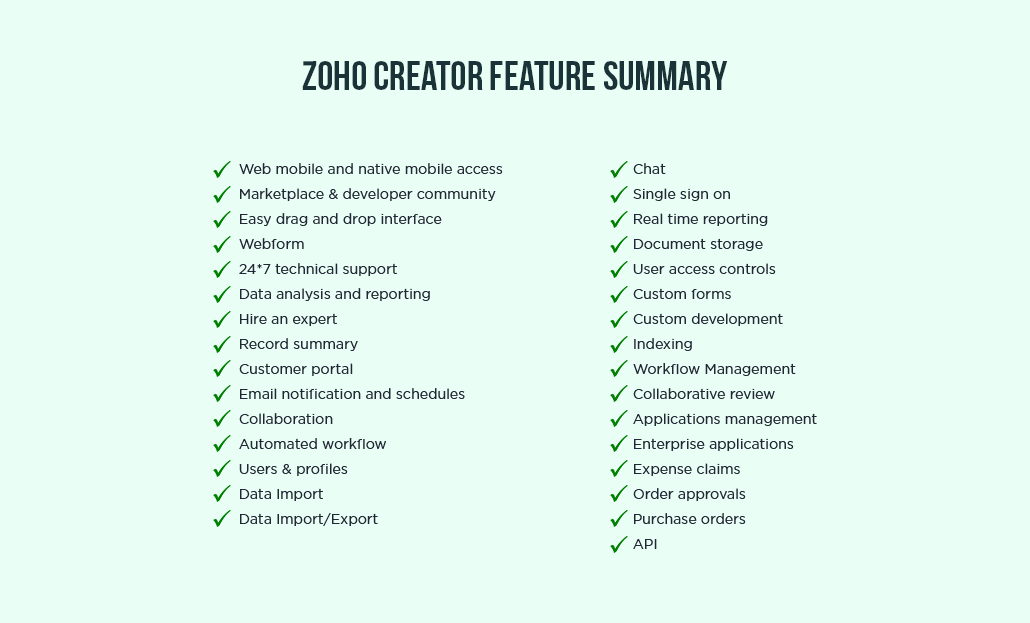 ZOHO CREATOR FEATURE SUMMARY
Web mobile and native mobile access
Marketplace & developer community
Easy drag and drop interface
Webform
24*7 technical support
Data analysis and reporting
Hire an expert
Record summary
Customer portal
Email notification and schedules
Collaboration
Automated workflow
Users & profiles
Data Import
Data Import/Export
Chat
Single sign on
Real time reporting
Document storage
User access controls
Custom forms
Custom development
Indexing
Workflow Management
Collaborative review
Applications management
Enterprise applications
Expense claims
Order approvals
Purchase orders
API